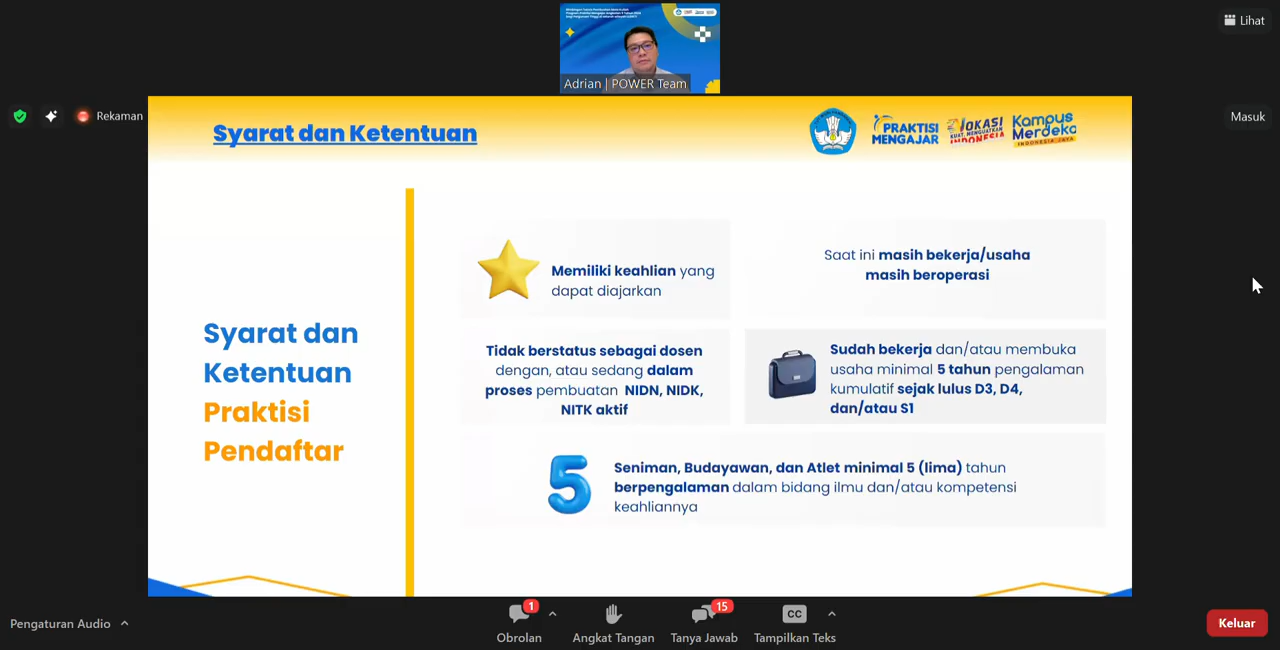 Lihat
Adrian | POWER Team
Rekaman
Masuk
Syarat dan Ketentuan
PRAKTISI
MENGAJAR
VOKASI
KUAT, MENGUATKAN
INDONESIA
Kampus
Merdeka
INDONESIA JAYA
Syarat dan
Ketentuan
Praktisi
Pendaftar
Memiliki keahlian yang
dapat diajarkan
Saat ini masih bekerja/usaha
masih beroperasi
Tidak berstatus sebagai dosen
dengan, atau sedang dalam
proses pembuatan NIDN, NIDK,
NITK aktif
Sudah bekerja dan/atau membuka
usaha minimal 5 tahun pengalaman
kumulatif sejak lulus D3, D4,
dan/atau S1
5
Seniman, Budayawan, dan Atlet minimal 5 (lima) tahun
berpengalaman dalam bidang ilmu dan/atau kompetensi
keahliannya
Pengaturan Audio
1
Obrolan
Angkat Tangan
15
Tanya Jawab
CC
Tampilkan Teks
Keluar